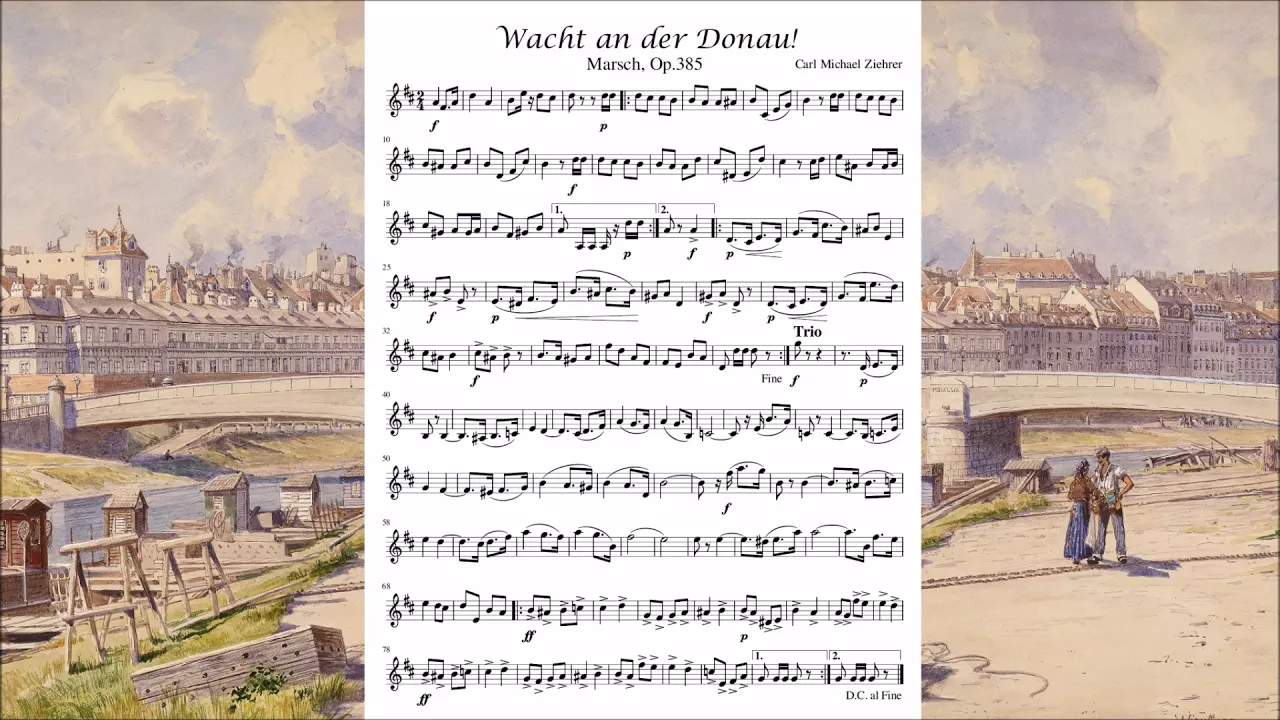 Wacht an der Donau!
Marsch, Op.385
Carl Michael Ziehrer
f
p
10
f
18
1.
2.
p
f
p
25
f
p
f
p
32
Trio
f
Fine
f
p
40
50
f
58
68
ff
p
78
1.
2.
ff
D.C. al Fine